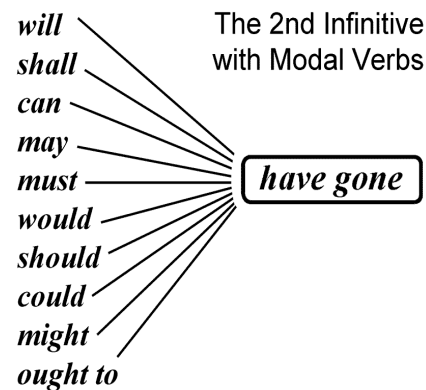 The 2nd Infinitive
with Modal Verbs
will
shall
can
may
must
would
should
could
might
ought to
have gone